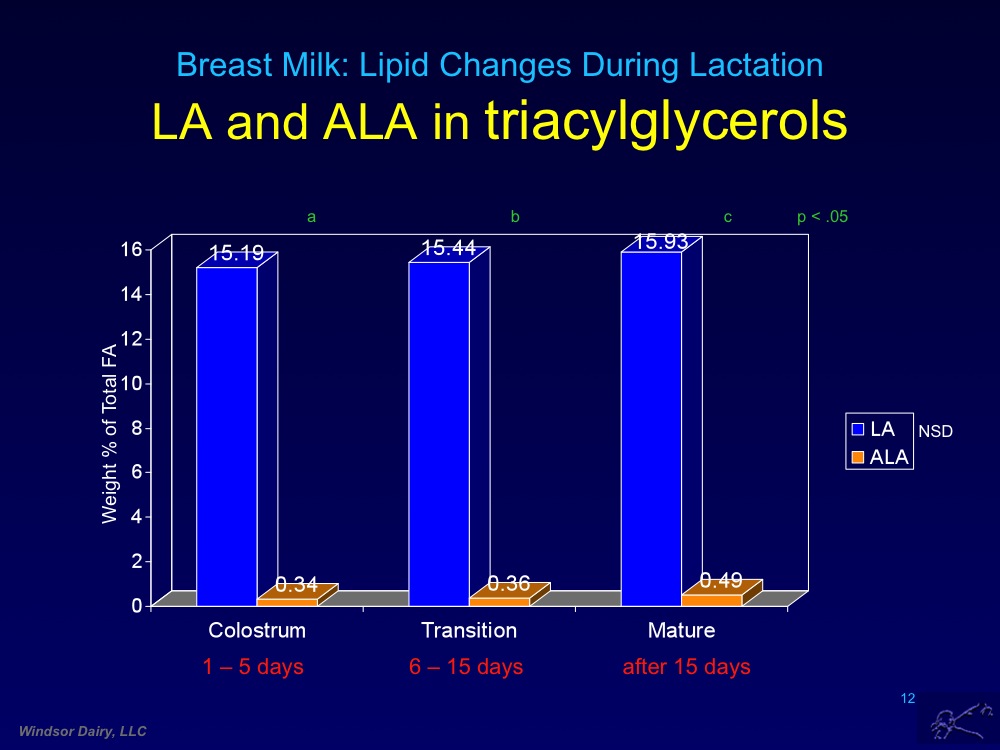 Breast Milk: Lipid Changes During Lactation
LA and ALA in triacylglycerols
a b c p < .05
16
14
12
10
8
6
4
2
0
Weight % of Total FA
15.19 15.44 15.93
0.34 0.36 0.49
LA NSD
ALA
Colostrum Transition Mature
1 – 5 days 6 – 15 days after 15 days
12
Windsor Dairy, LLC